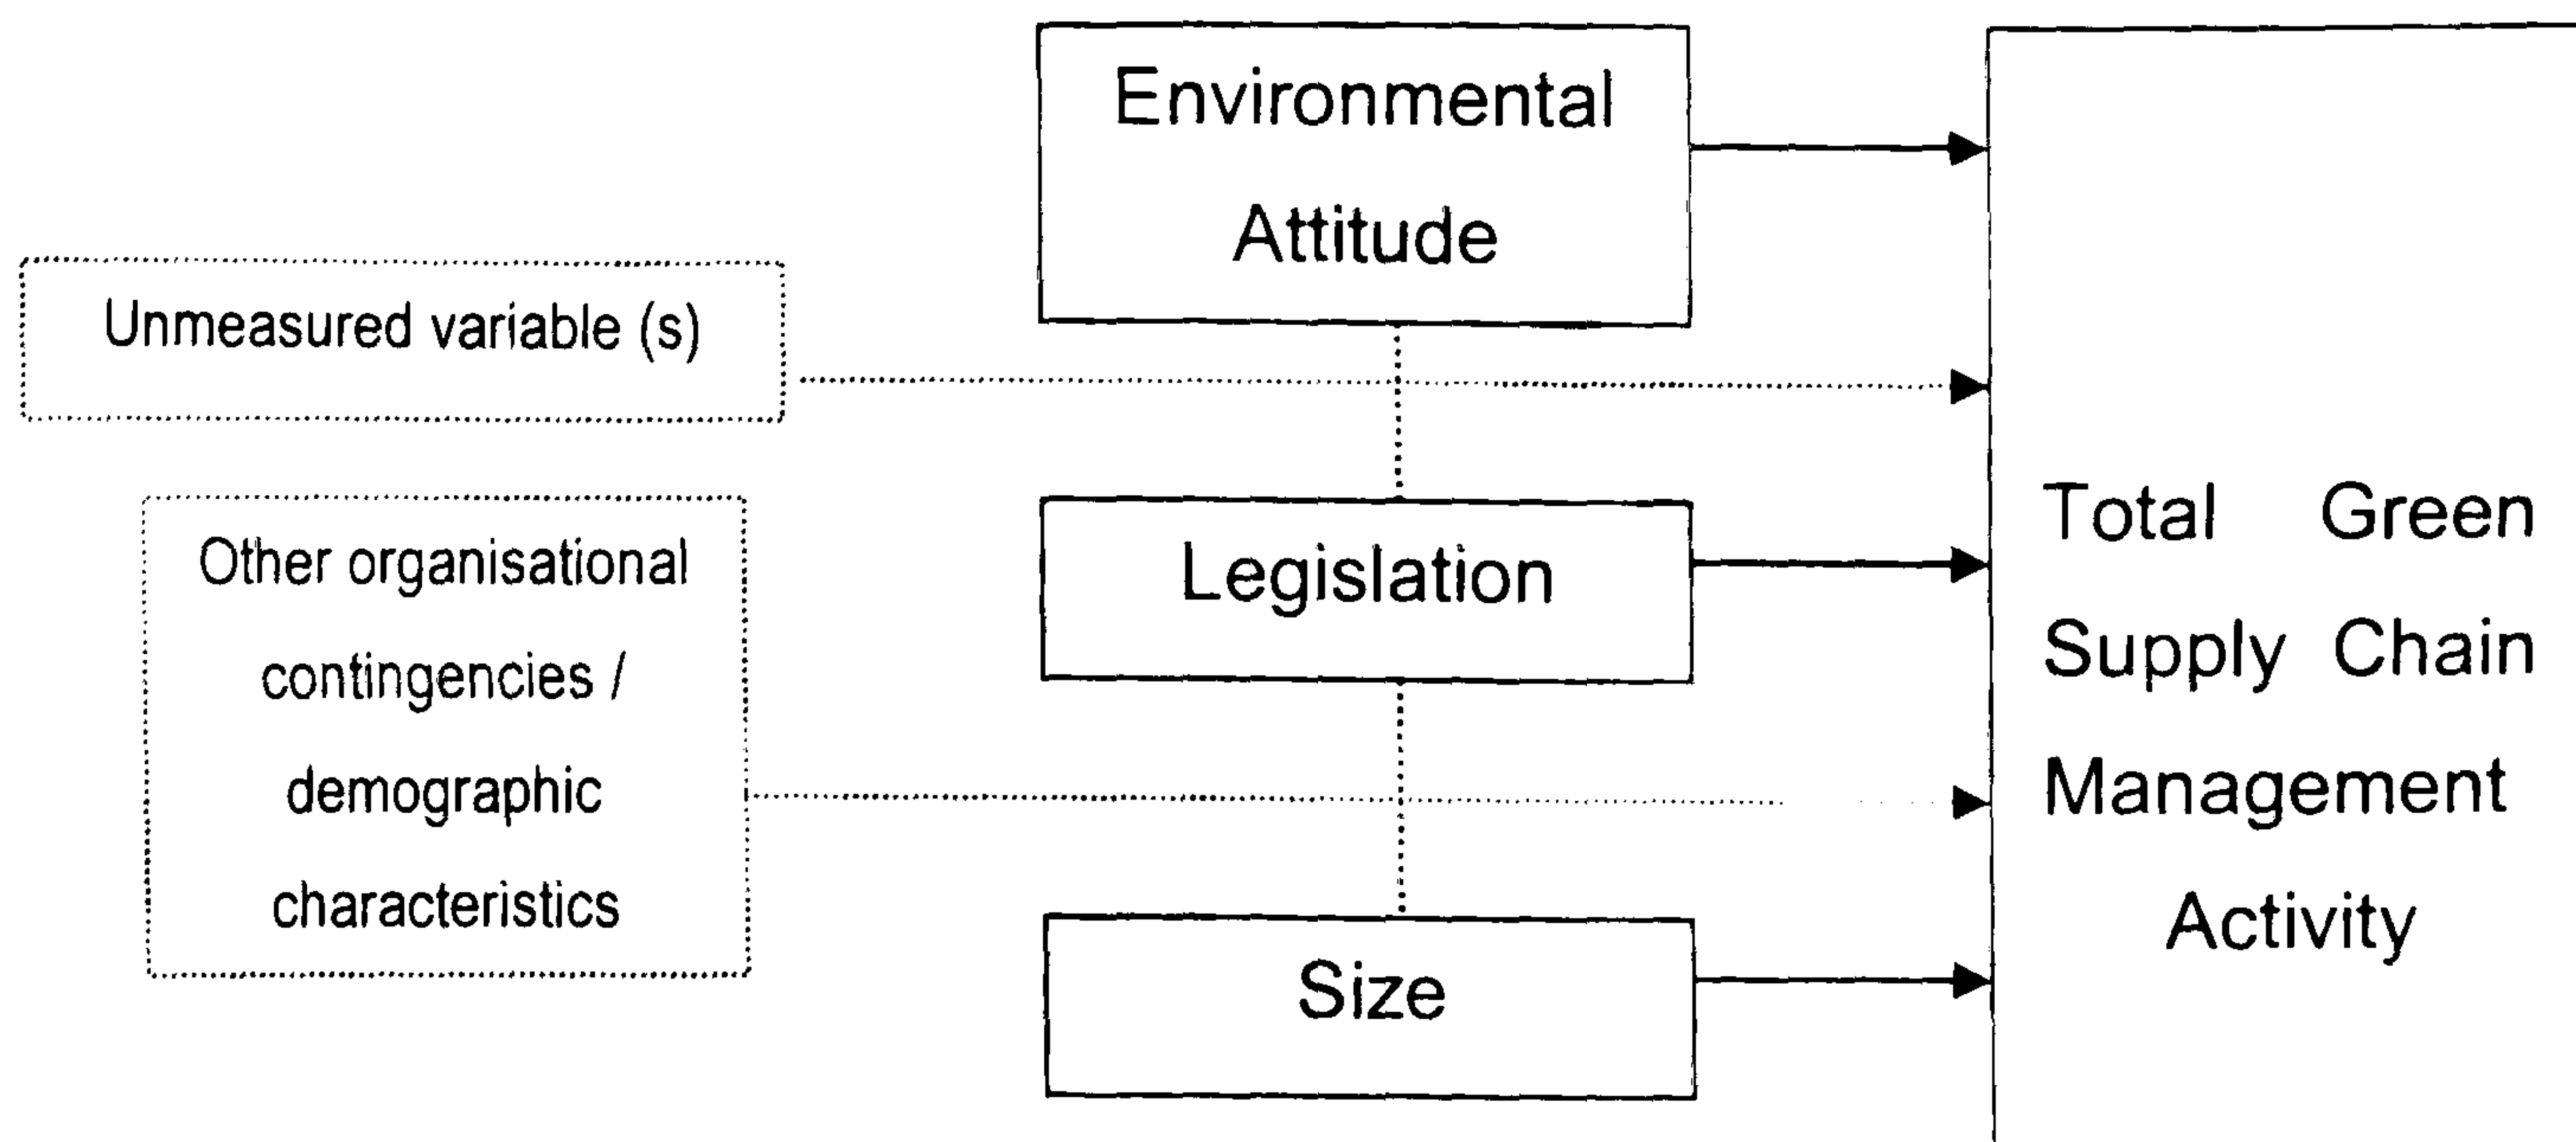 Environmental
Attitude
Unmeasured variable (s)
Legislation
Other organisational
contingencies /
demographic
characteristics
Size
Total Green
Supply Chain
Management
Activity